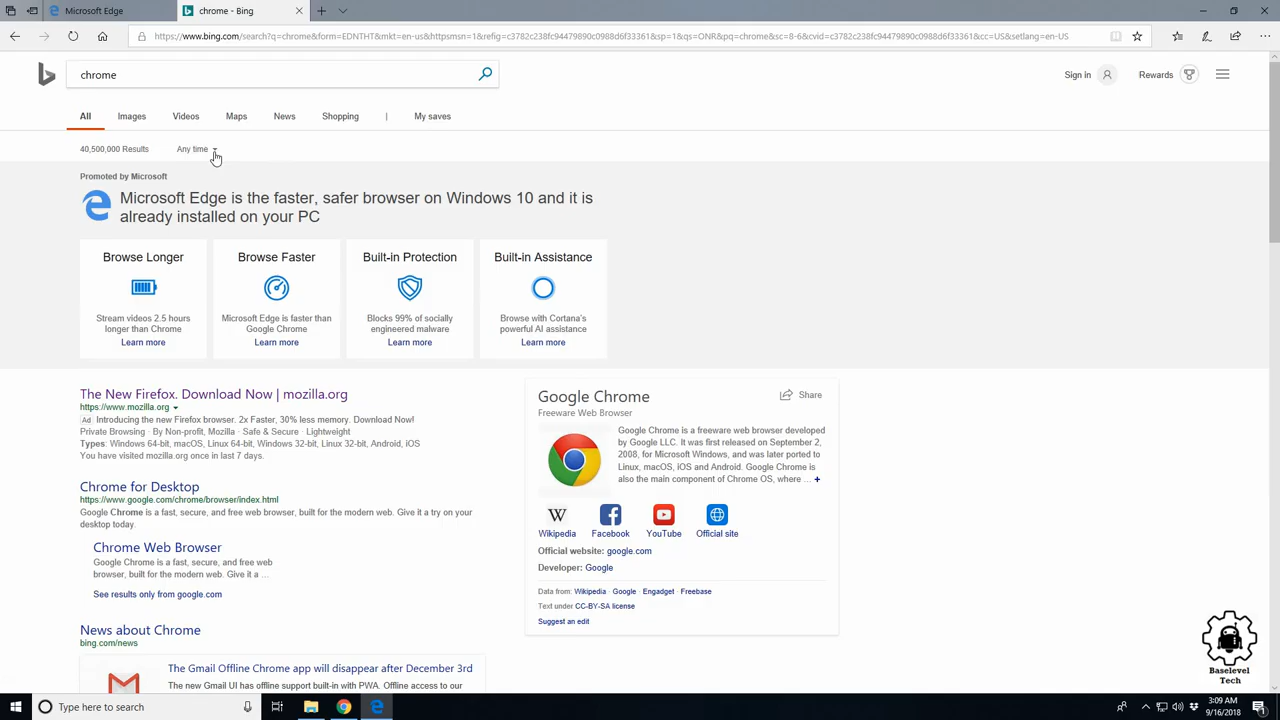 Microsoft Edge
chrome - Bing
https://www.bing.com/search?q=chrome&form=EDNTHT&mkt=en-us&httpsmsn=1&refig=c3782c238fc94479890c0988d6f33361&sp=1&qs=ONR&pq=chrome&sc=8-6&cvid=c3782c238fc94479890c0988d6f33361&cc=US&setlang=en-US
chrome
Sign in
Rewards
All
Images
Videos
Maps
News
Shopping
|
My saves
40,500,000 Results
Any time
Promoted by Microsoft
Microsoft Edge is the faster, safer browser on Windows 10 and it is
already installed on your PC
Browse Longer
Stream videos 2.5 hours
longer than Chrome
Learn more
Browse Faster
Microsoft Edge is faster than
Google Chrome
Learn more
Built-in Protection
Blocks 99% of socially
engineered malware
Learn more
Built-in Assistance
Browse with Cortana's
powerful AI assistance
Learn more
The New Firefox. Download Now | mozilla.org
https://www.mozilla.org
Ad Introducing the new Firefox browser. 2x Faster, 30% less memory. Download Now!
Private Browsing · By Non-profit, Mozilla · Safe & Secure · Lightweight
Types: Windows 64-bit, macOS, Linux 64-bit, Windows 32-bit, Linux 32-bit, Android, iOS
You have visited mozilla.org once in last 7 days.
Chrome for Desktop
https://www.google.com/chrome/browser/index.html
Google Chrome is a fast, secure, and free web browser, built for the modern web. Give it a try on your
desktop today.
Chrome Web Browser
Google Chrome is a fast, secure, and free web
browser, built for the modern web. Give it a ...
See results only from google.com
News about Chrome
bing.com/news
The Gmail Offline Chrome app will disappear after December 3rd
The new Gmail UI has offline support built-in with PWA. Offline access to our
Google Chrome
Share
Freeware Web Browser
Google Chrome is a freeware web browser developed
by Google LLC. It was first released on September 2,
2008, for Microsoft Windows, and was later ported to
Linux, macOS, iOS and Android. Google Chrome is
also the main component of Chrome OS, where ... +
W
Wikipedia
Facebook
YouTube
Official site
Official website: google.com
Developer: Google
Data from: Wikipedia · Google · Engadget · Freebase
Text under CC-BY-SA license
Suggest an edit
Baselevel
Tech
Type here to search
3:09 AM
9/16/2018